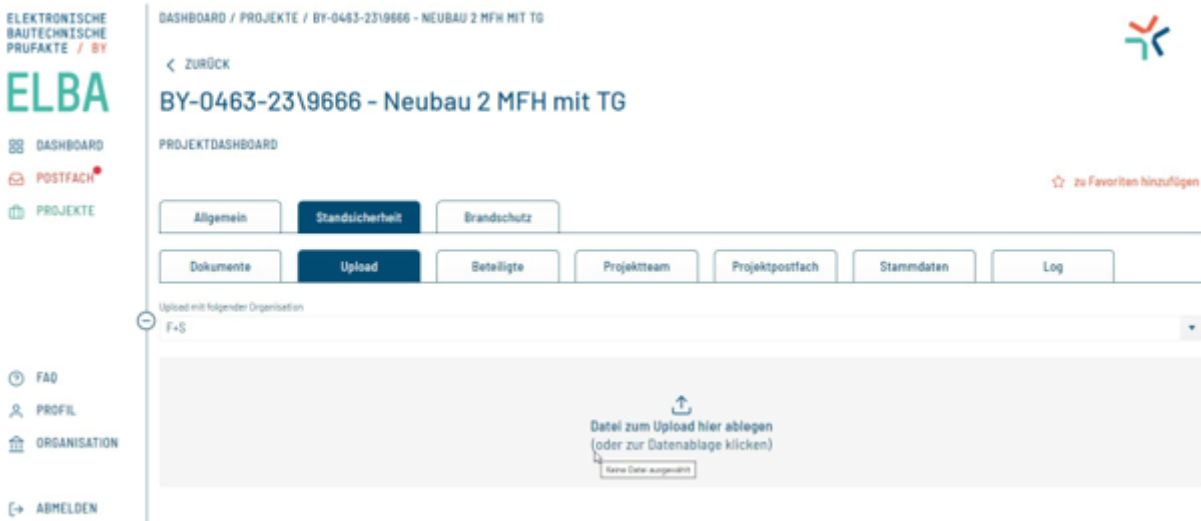 ELEKTRONISCHE
BAUTECHNISCHE
PRÜFAKTE / BY
ELBA
DASHBOARD
POSTFACH
PROJEKTE
FAQ
PROFIL
ORGANISATION
ABMELDEN
DASHBOARD / PROJEKTE / BY-0463-23\9666 - NEUBAU 2 MFH MIT TG
ZURÜCK
BY-0463-23\9666 - Neubau 2 MFH mit TG
PROJEKTDASHBOARD
zu Favoriten hinzufügen
Allgemein Standsicherheit Brandschutz
Dokumente Upload Beteiligte Projektteam Projektpostfach Stammdaten Log
Upload mit folgender Organisation
F+S
Datei zum Upload hier ablegen
(oder zur Datenablage klicken)
Keine Datei ausgewählt